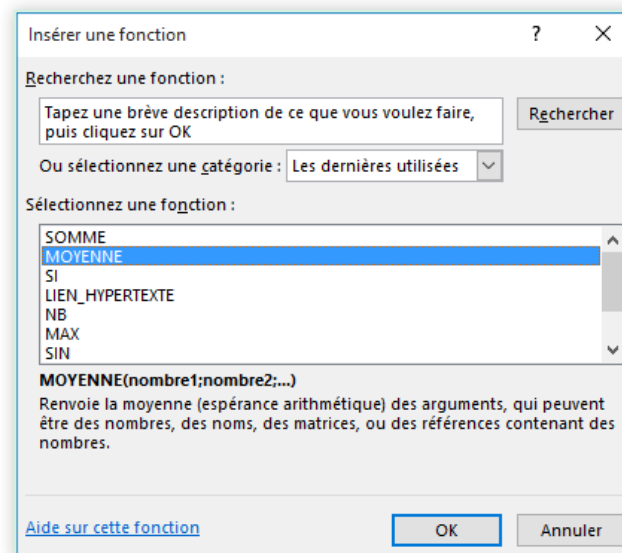 Insérer une fonction ? ×
Recherchez une fonction :
Tapez une brève description de ce que vous voulez faire,
puis cliquez sur OK
Rechercher
Ou sélectionnez une catégorie : Les dernières utilisées
Sélectionnez une fonction :
SOMME
MOYENNE
SI
LIEN_HYPERTEXTE
NB
MAX
SIN
MOYENNE(nombre1;nombre2;...)
Renvoie la moyenne (espérance arithmétique) des arguments, qui peuvent
être des nombres, des noms, des matrices, ou des références contenant des
nombres.
Aide sur cette fonction OK Annuler